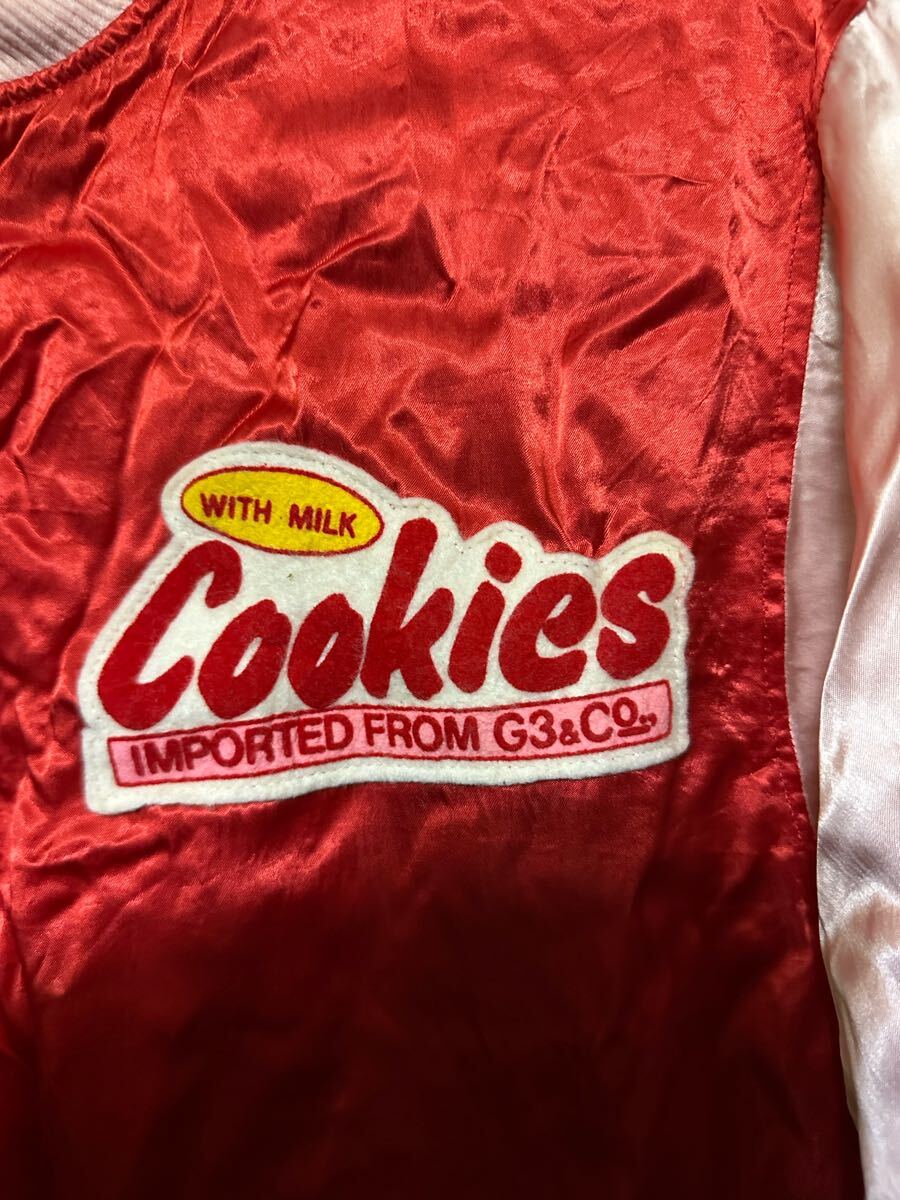 WITH MILK
Cookies
IMPORTED FROM G3&Co.,